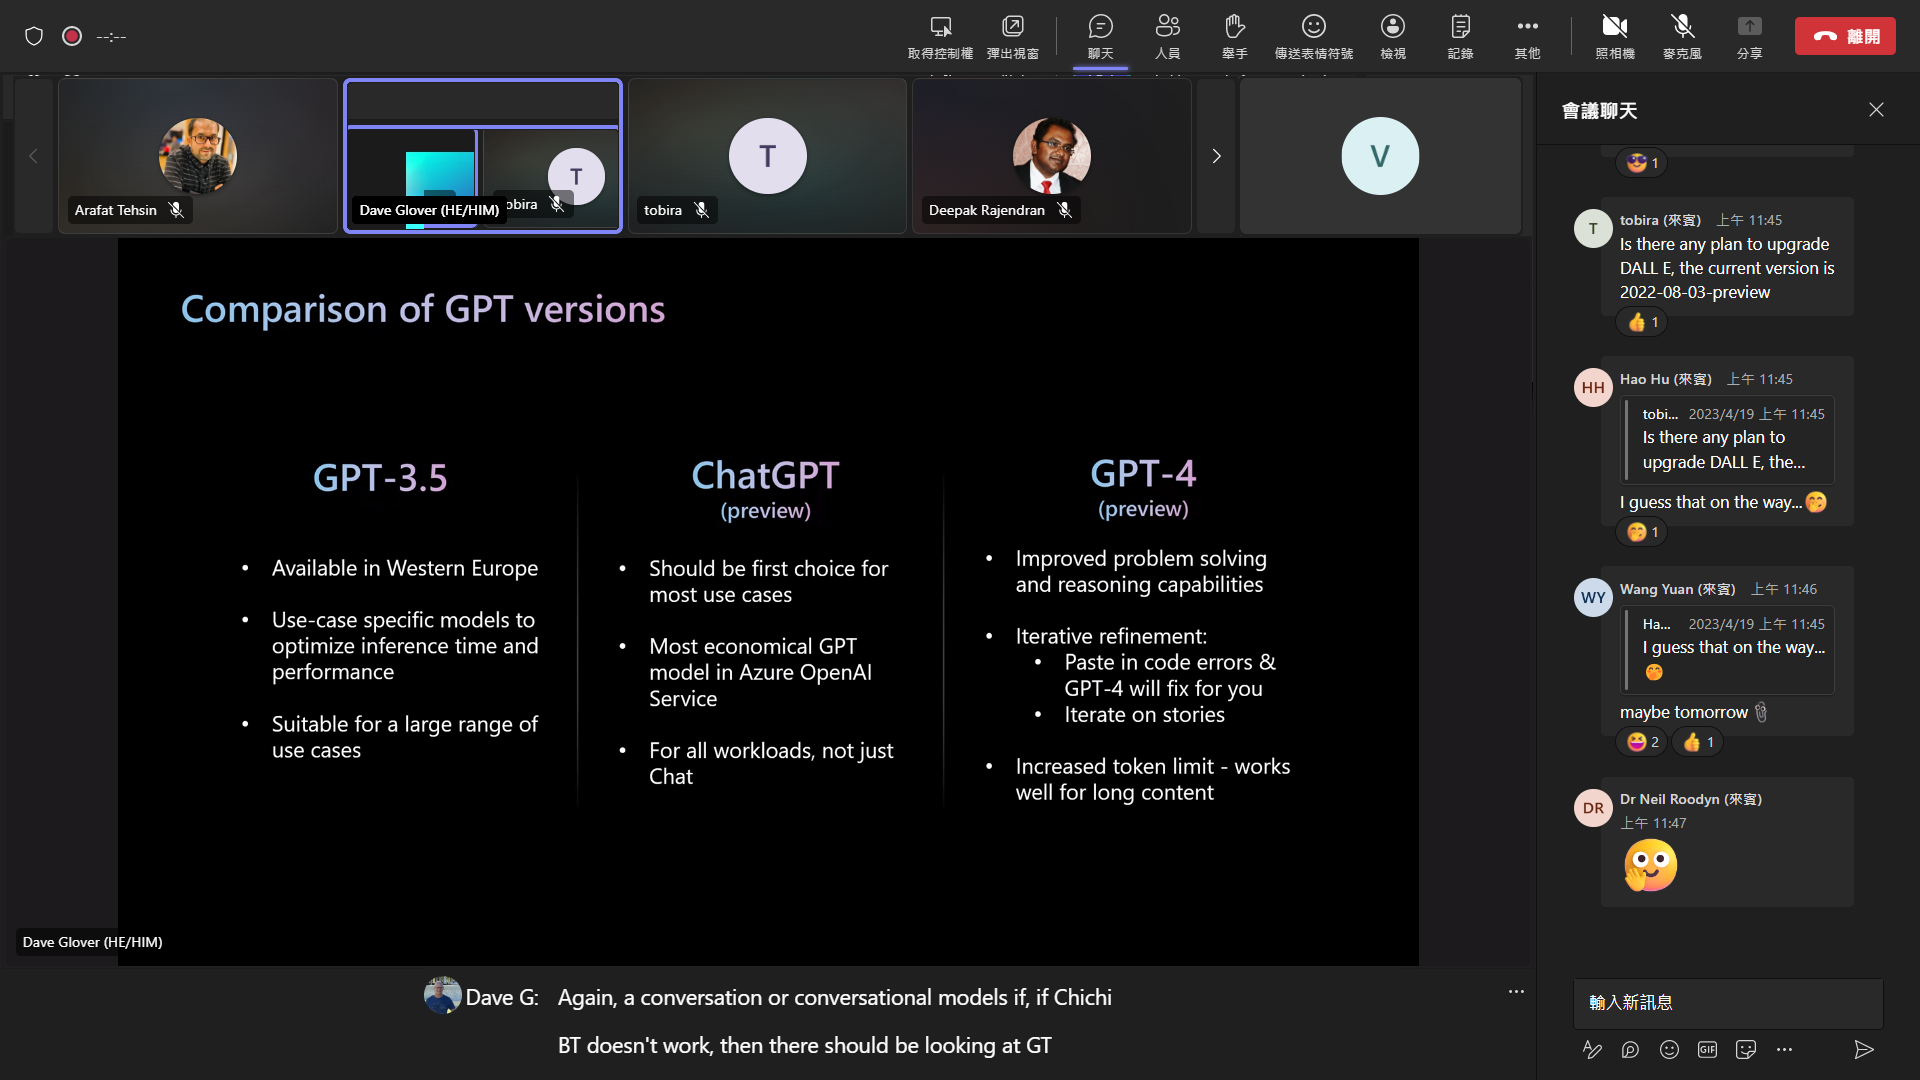 --:--
取得控制權
彈出視窗
聊天
人員
舉手
傳送表情符號
檢視
記錄
其他
照相機
麥克風
分享
離開
Arafat Tehsin
Dave Glover (HE/HIM)
obira
T
T
tobira
Deepak Rajendran
V
Comparison of GPT versions
GPT-3.5
• Available in Western Europe
• Use-case specific models to
optimize inference time and
performance
• Suitable for a large range of
use cases
ChatGPT
(preview)
• Should be first choice for
most use cases
• Most economical GPT
model in Azure OpenAI
Service
• For all workloads, not just
Chat
GPT-4
(preview)
• Improved problem solving
and reasoning capabilities
• Iterative refinement:
• Paste in code errors &
GPT-4 will fix for you
• Iterate on stories
• Increased token limit - works
well for long content
Dave Glover (HE/HIM)
Dave G: Again, a conversation or conversational models if, if Chichi
BT doesn't work, then there should be looking at GT
會議聊天
1
T
tobira (來賓) 上午 11:45
Is there any plan to upgrade
DALL E, the current version is
2022-08-03-preview
1
HH
Hao Hu (來賓) 上午 11:45
tobi... 2023/4/19 上午 11:45
Is there any plan to
upgrade DALL E, the...
I guess that on the way...
1
WY
Wang Yuan (來賓) 上午 11:46
Ha... 2023/4/19 上午 11:45
I guess that on the way...
maybe tomorrow
2 1
DR
Dr Neil Roodyn (來賓)
上午 11:47
輸入新訊息
GIF